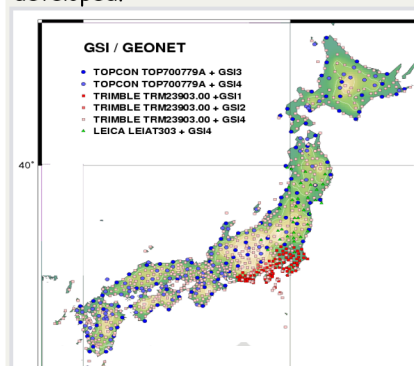 developed.
GSI / GEONET
TOPCON TOP700779A + GSI3
TOPCON TOP700779A + GSI4
TRIMBLE TRM23903.00 +GSI1
TRIMBLE TRM23903.00 + GSI2
TRIMBLE TRM23903.00 + GSI4
LEICA LEIAT303 + GSI4
40°